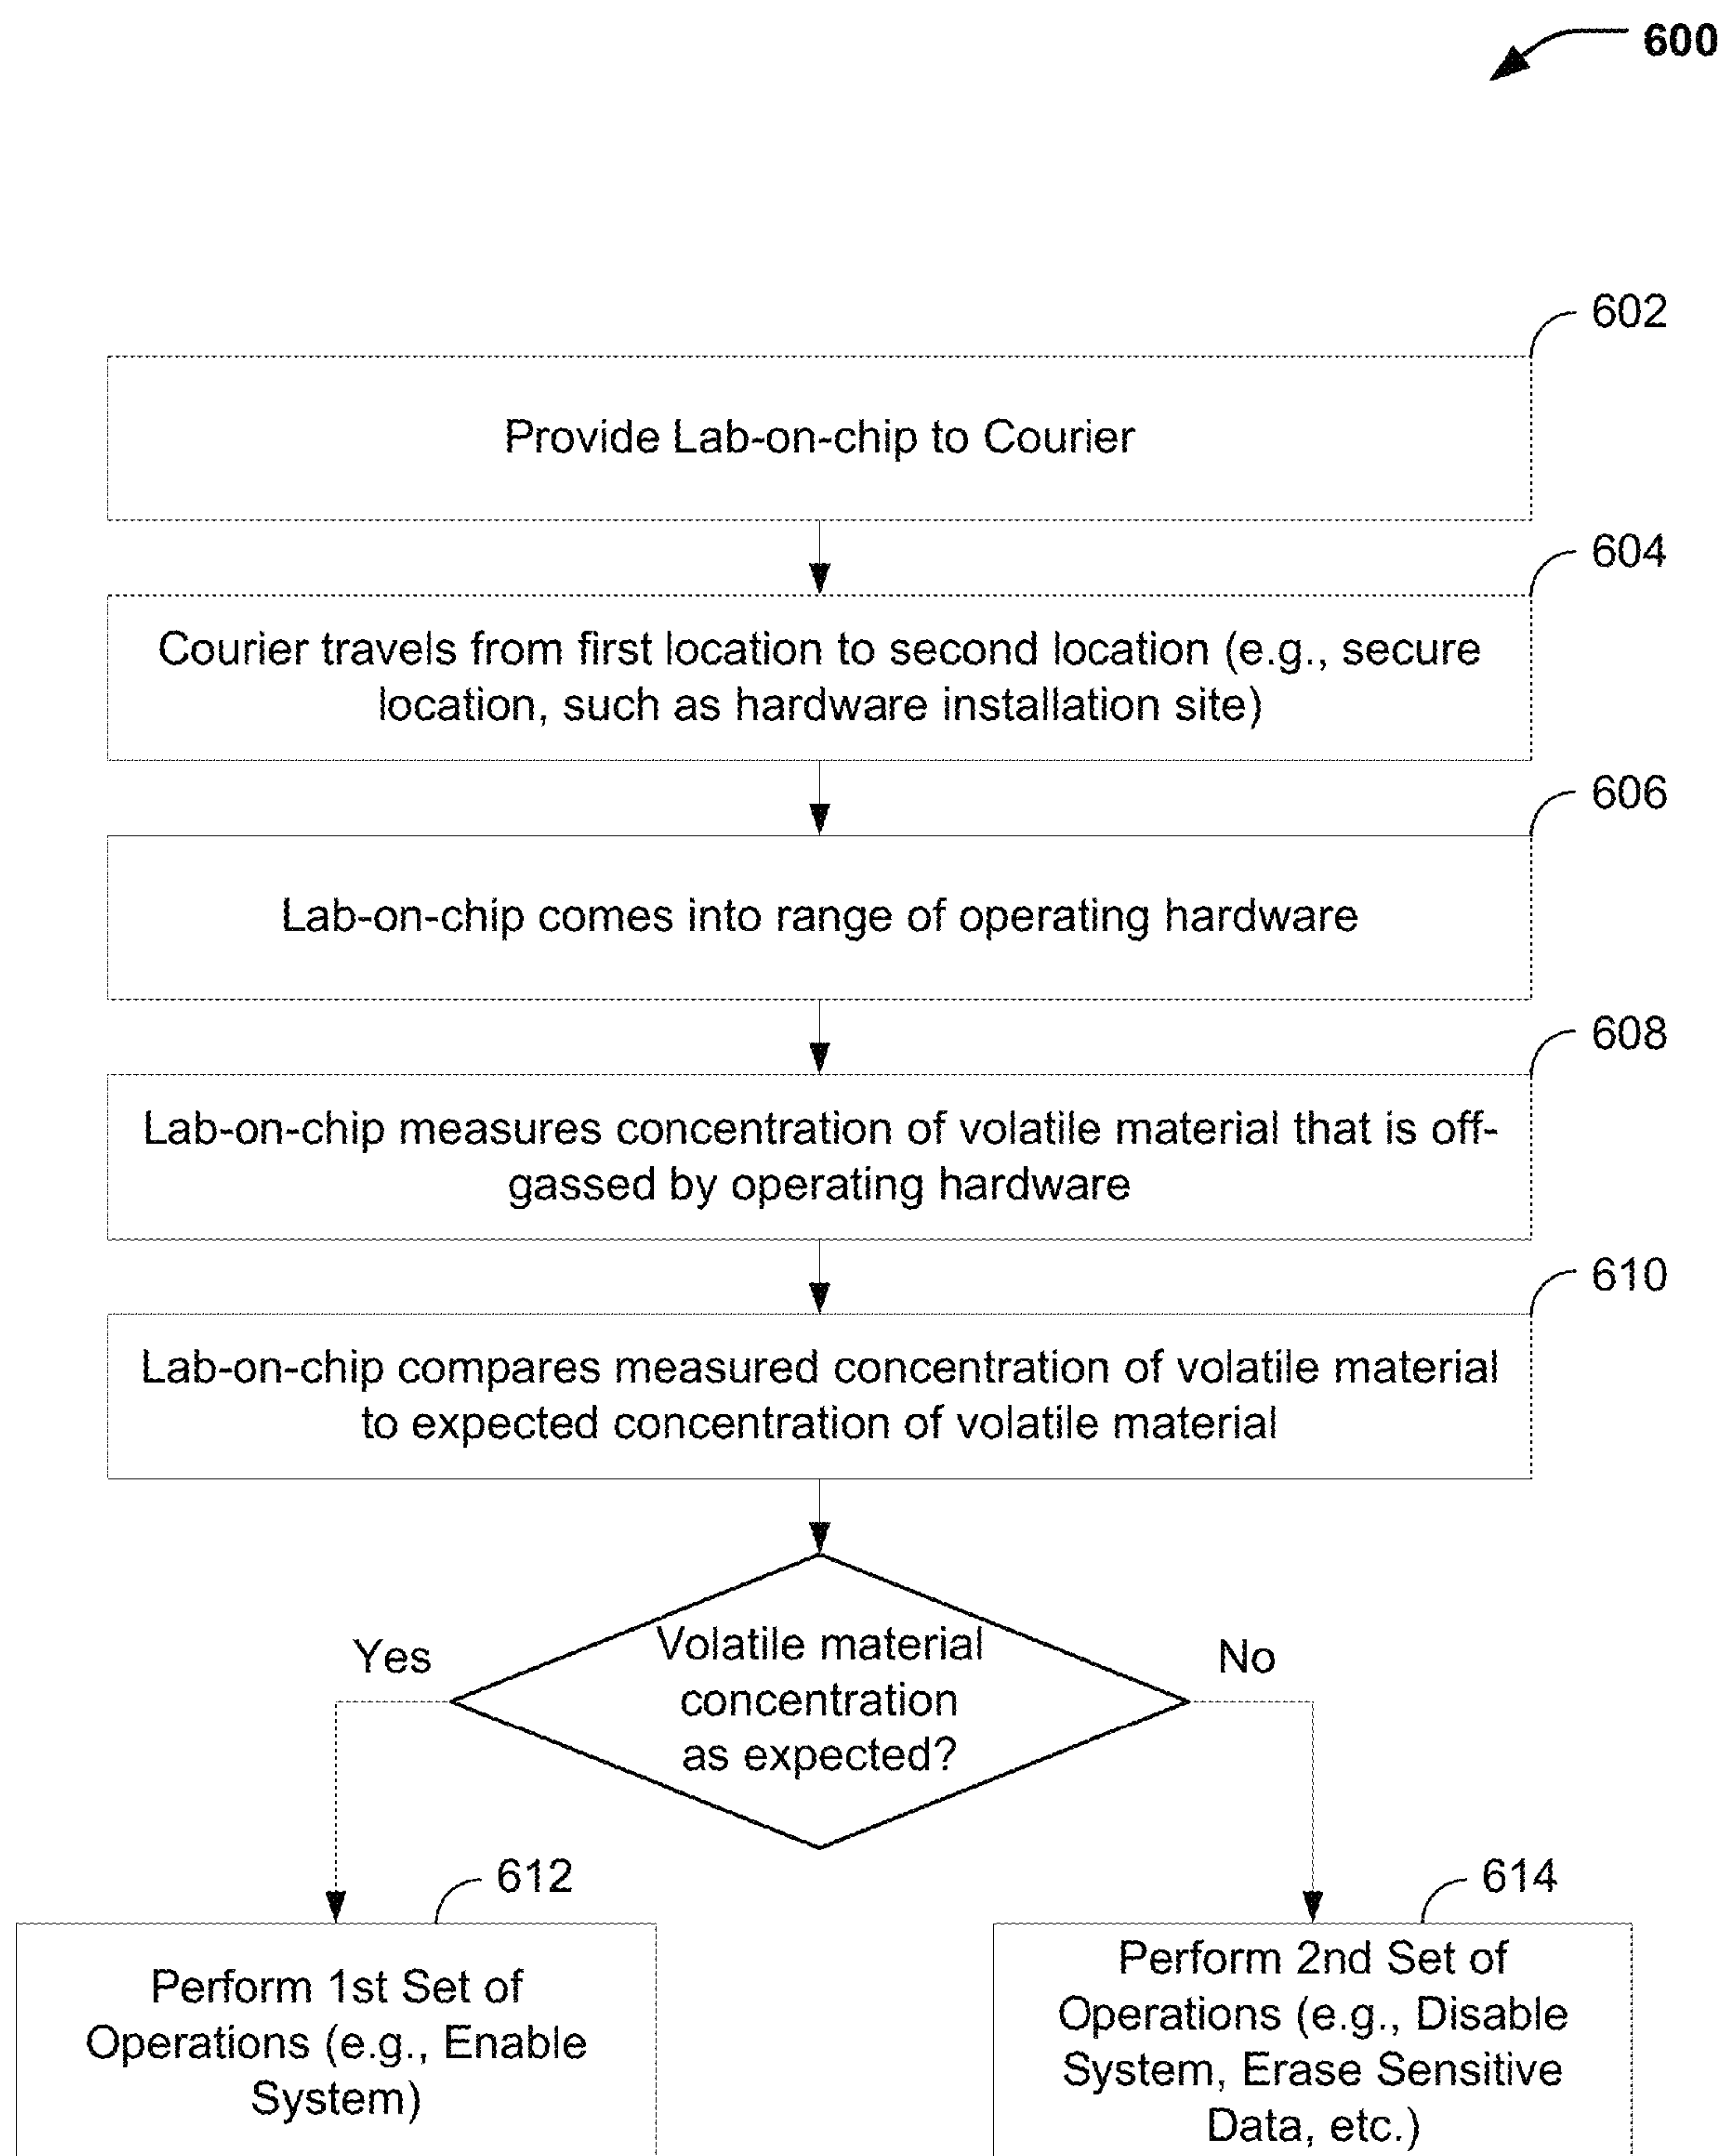 600
602
Provide Lab-on-chip to Courier
604
Courier travels from first location to second location (e.g., secure
location, such as hardware installation site)
606
Lab-on-chip comes into range of operating hardware
608
Lab-on-chip measures concentration of volatile material that is off-
gassed by operating hardware
610
Lab-on-chip compares measured concentration of volatile material
to expected concentration of volatile material
Volatile material
concentration
as expected?
Yes
No
612
Perform 1st Set of
Operations (e.g., Enable
System)
614
Perform 2nd Set of
Operations (e.g., Disable
System, Erase Sensitive
Data, etc.)